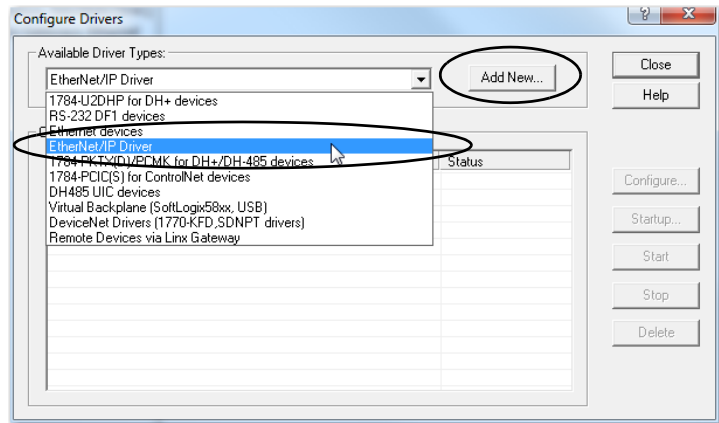 Configure Drivers
Available Driver Types:
EtherNet/IP Driver
Add New...
Close
Help
1784-U2DHP for DH+ devices
RS-232 DF1 devices
Ethernet devices
EtherNet/IP Driver
1784-PKTX(D)/PCMK for DH+/DH-485 devices
1784-PCIC(S) for ControlNet devices
DH485 UIC devices
Virtual Backplane (SoftLogix58xx, USB)
DeviceNet Drivers (1770-KFD,SDNPT drivers)
Remote Devices via Linx Gateway
Status
Configure...
Startup...
Start
Stop
Delete